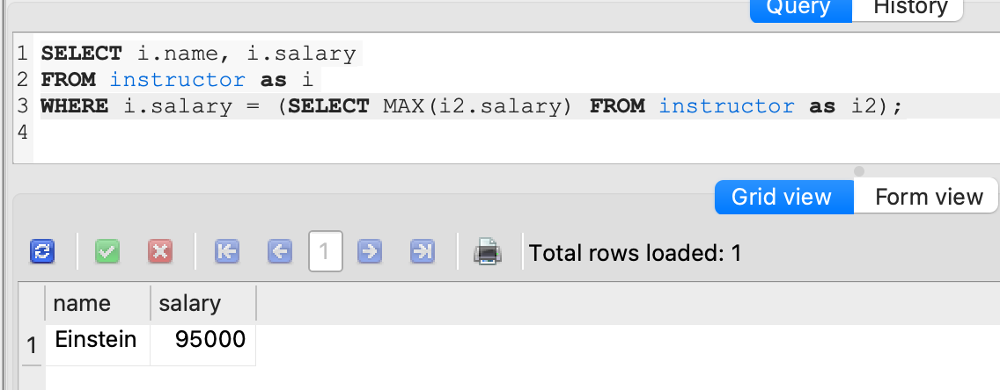 Query History
1 SELECT i.name, i.salary
2 FROM instructor as i
3 WHERE i.salary = (SELECT MAX(i2.salary) FROM instructor as i2);
4
Grid view Form view
1 Total rows loaded: 1
name salary
1 Einstein 95000